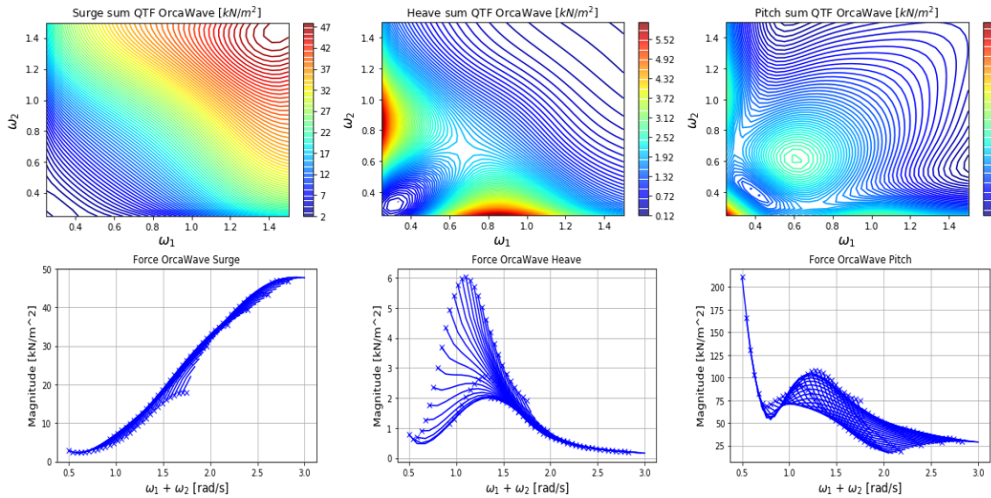 Surge sum QTF OrcaWave [kN/m²]
1.4
1.2
1.0
0.8
0.6
0.4
ω₂
0.4 0.6 0.8 1.0 1.2 1.4
ω₁
47
42
37
32
27
22
17
12
7
2
Heave sum QTF OrcaWave [kN/m²]
1.4
1.2
1.0
0.8
0.6
0.4
ω₂
0.4 0.6 0.8 1.0 1.2 1.4
ω₁
5.52
4.92
4.32
3.72
3.12
2.52
1.92
1.32
0.72
0.12
Pitch sum QTF OrcaWave [kN/m²]
1.4
1.2
1.0
0.8
0.6
0.4
ω₂
0.4 0.6 0.8 1.0 1.2 1.4
ω₁
Force OrcaWave Surge
Magnitude [kN/m^2]
50
40
30
20
10
0
0.5 1.0 1.5 2.0 2.5 3.0
ω₁ + ω₂ [rad/s]
Force OrcaWave Heave
Magnitude [kN/m^2]
6
5
4
3
2
1
0
0.5 1.0 1.5 2.0 2.5 3.0
ω₁ + ω₂ [rad/s]
Force OrcaWave Pitch
Magnitude [kN/m^2]
200
175
150
125
100
75
50
25
0.5 1.0 1.5 2.0 2.5 3.0
ω₁ + ω₂ [rad/s]